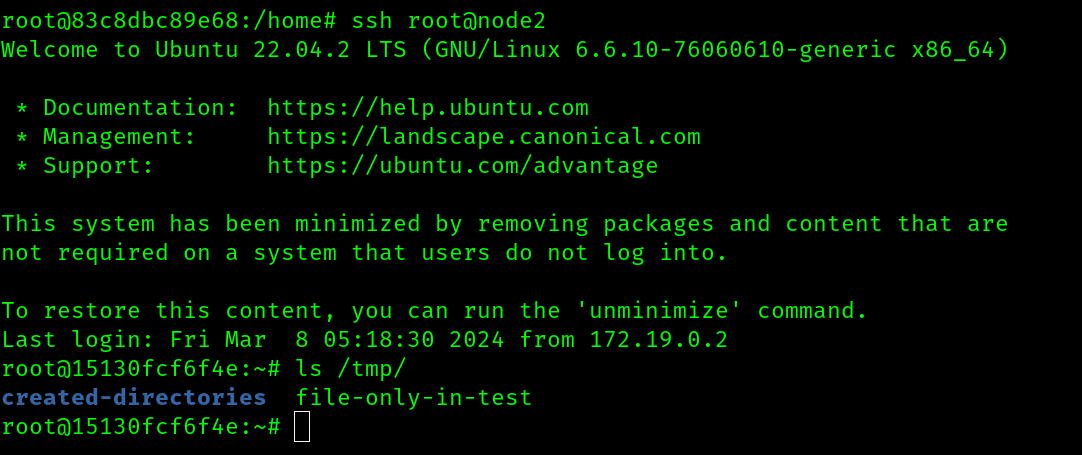 root@83c8dbc89e68:/home# ssh root@node2
Welcome to Ubuntu 22.04.2 LTS (GNU/Linux 6.6.10-76060610-generic x86_64)

 * Documentation:  https://help.ubuntu.com
 * Management:     https://landscape.canonical.com
 * Support:        https://ubuntu.com/advantage

This system has been minimized by removing packages and content that are
not required on a system that users do not log into.

To restore this content, you can run the 'unminimize' command.
Last login: Fri Mar  8 05:18:30 2024 from 172.19.0.2
root@15130fcf6f4e:~# ls /tmp/
created-directories  file-only-in-test
root@15130fcf6f4e:~#